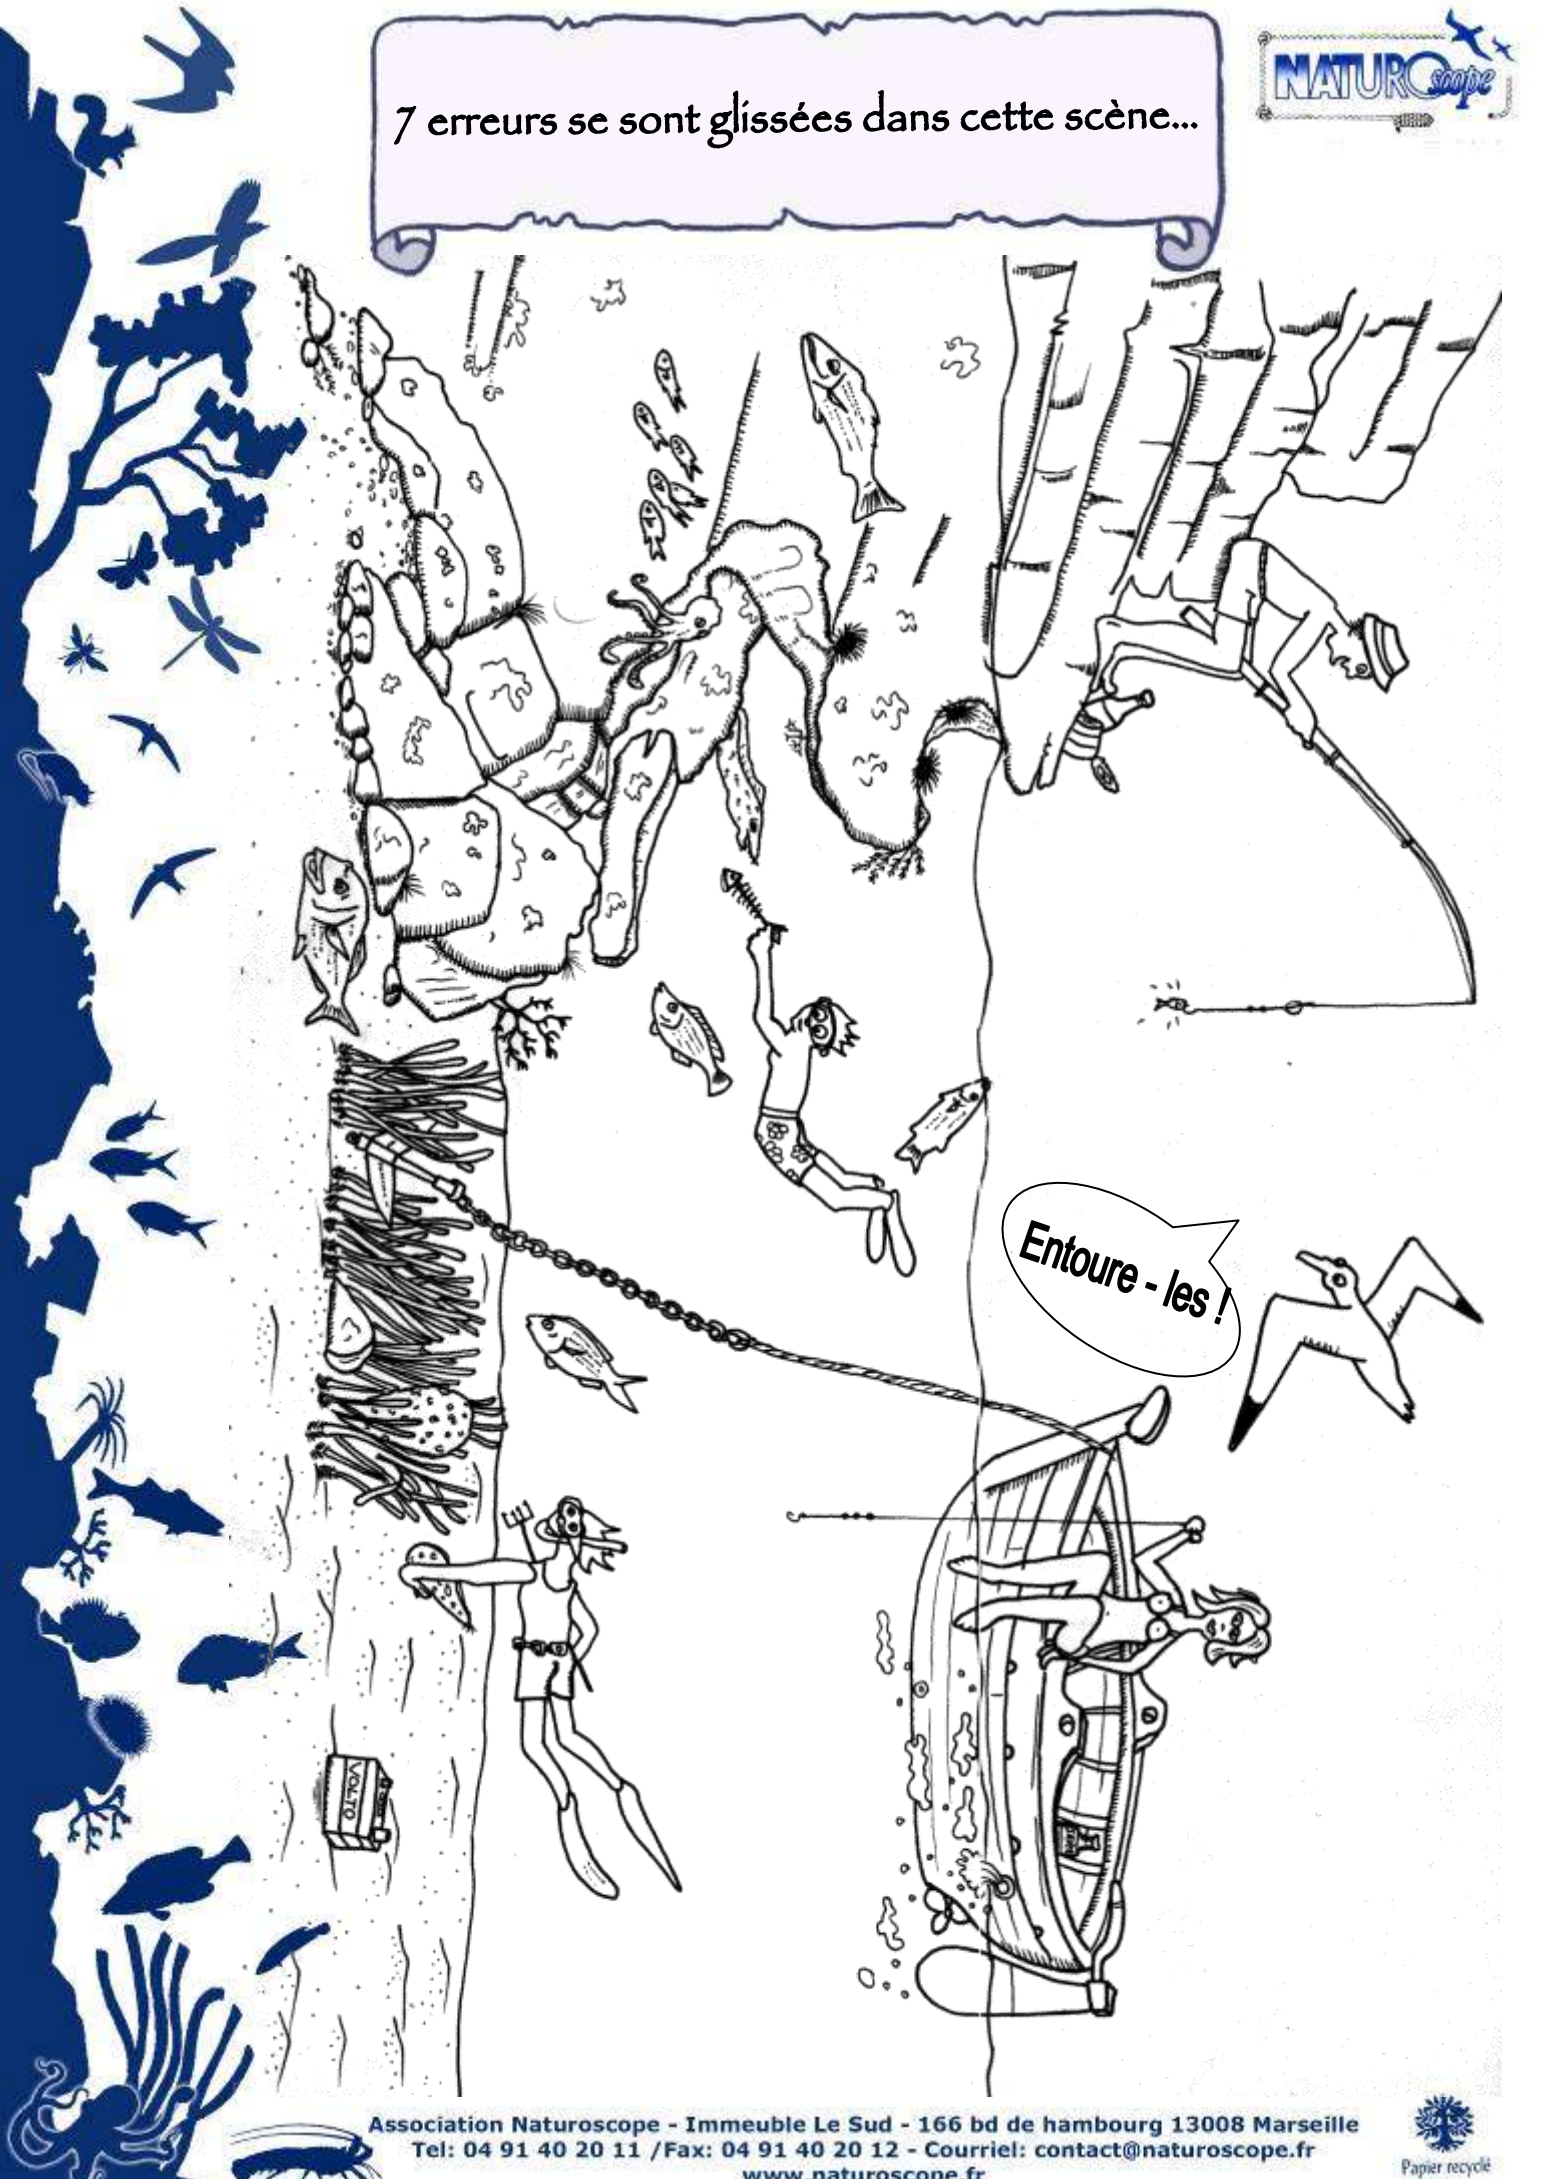 7 erreurs se sont glissées dans cette scène...
NATUROscope
Entoure - les !
VOLTO
Association Naturoscope - Immeuble Le Sud - 166 bd de hambourg 13008 Marseille
Tel: 04 91 40 20 11 /Fax: 04 91 40 20 12 - Courriel: contact@naturoscope.fr
www.naturoscope.fr
Papier recyclé